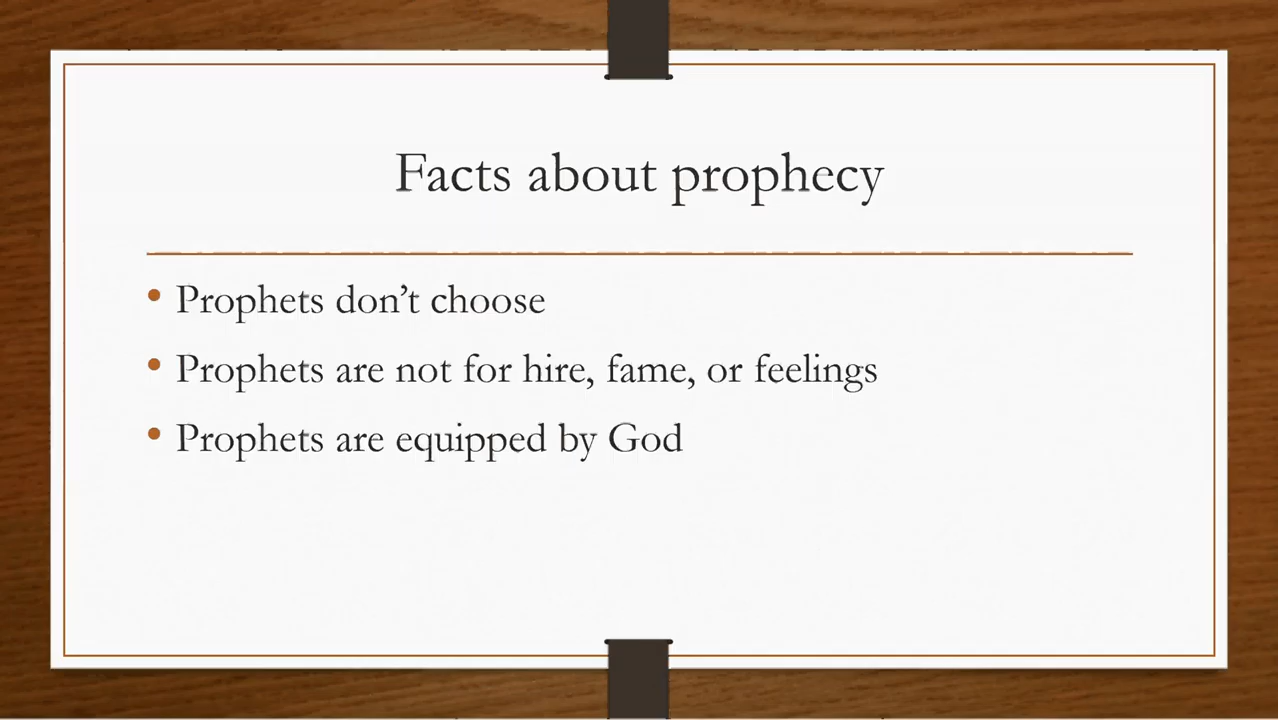 Facts about prophecy
• Prophets don’t choose
• Prophets are not for hire, fame, or feelings
• Prophets are equipped by God